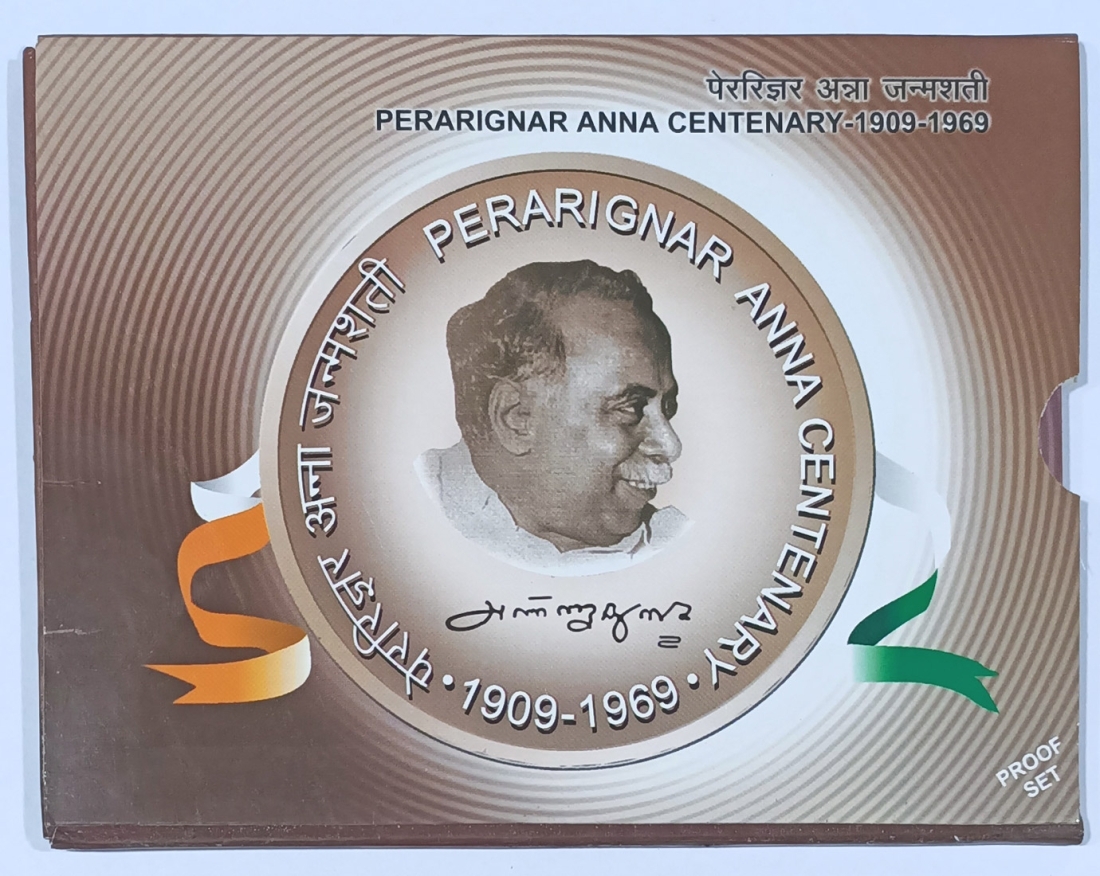 पेररिज्ञर अन्ना जन्मशती
PERARIGNAR ANNA CENTENARY-1909-1969
पेररिज्ञर अन्ना जन्मशती
PERARIGNAR ANNA CENTENARY
• 1909-1969 •
PROOF
SET